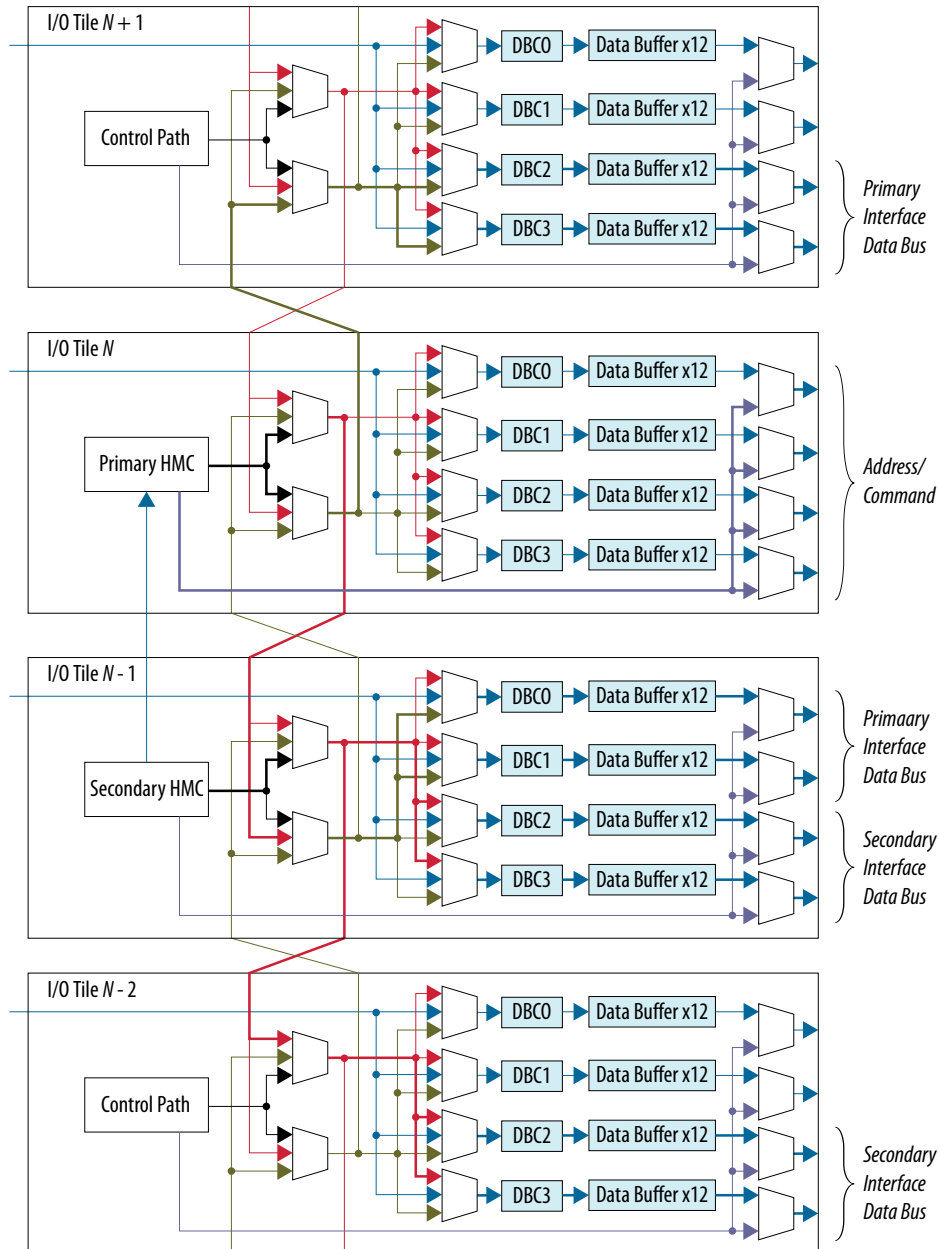 I/O Tile N + 1
DBC0
Data Buffer x12
Control Path
DBC1
Data Buffer x12
DBC2
Data Buffer x12
DBC3
Data Buffer x12
Primary
Interface
Data Bus
I/O Tile N
DBC0
Data Buffer x12
Primary HMC
DBC1
Data Buffer x12
DBC2
Data Buffer x12
DBC3
Data Buffer x12
Address/
Command
I/O Tile N - 1
DBC0
Data Buffer x12
Secondary HMC
DBC1
Data Buffer x12
DBC2
Data Buffer x12
DBC3
Data Buffer x12
Primaary
Interface
Data Bus
Secondary
Interface
Data Bus
I/O Tile N - 2
DBC0
Data Buffer x12
Control Path
DBC1
Data Buffer x12
DBC2
Data Buffer x12
DBC3
Data Buffer x12
Secondary
Interface
Data Bus